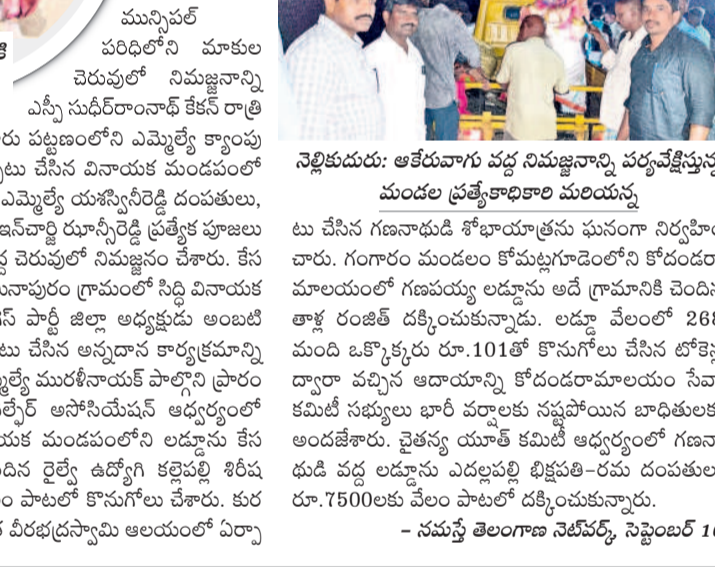 మున్సిపల్
పరిధిలోని మాకుల
చెరువులో నిమజ్జనాన్ని
ఎస్పీ సుధీర్‌రాంనాథ్ కేకన్ రాత్రి
పట్టణంలోని ఎమ్మెల్యే క్యాంపు
చేసిన వినాయక మండపంలో
ఎమ్మెల్యే యశస్వినీరెడ్డి దంపతులు,
ఇన్‌చార్జి ఝాన్సీరెడ్డి ప్రత్యేక పూజలు
చెరువులో నిమజ్జనం చేశారు. కేస
గ్రామంలో సిద్ధి వినాయక
పార్టీ జిల్లా అధ్యక్షుడు అంబటి
చేసిన అన్నదాన కార్యక్రమాన్ని
మురళీనాయక్ పాల్గొని ప్రారం
అసోసియేషన్ ఆధ్వర్యంలో
మండపంలోని లడ్డూను కేస
రైల్వే ఉద్యోగి కల్లెపల్లి శిరీష
పాటలో కొనుగోలు చేశారు. కుర
వీరభద్రస్వామి ఆలయంలో ఏర్పా
నెల్లికుదురు: ఆకేరువాగు వద్ద నిమజ్జనాన్ని పర్యవేక్షిస్తున్న
మండల ప్రత్యేకాధికారి మరియన్న
టు చేసిన గణనాథుడి శోభాయాత్రను ఘనంగా నిర్వహిం
చారు. గంగారం మండలం కోమట్లగూడెంలోని కోదండరా
మాలయంలో గణపయ్య లడ్డూను అదే గ్రామానికి చెందిన
తాళ్ల రంజిత్ దక్కించుకున్నాడు. లడ్డూ వేలంలో 268
మంది ఒక్కొక్కరు రూ.101తో కొనుగోలు చేసిన టోకెన్ల
ద్వారా వచ్చిన ఆదాయాన్ని కోదండరామాలయం సేవా
కమిటీ సభ్యులు భారీ వర్షాలకు నష్టపోయిన బాధితులకు
అందజేశారు. చైతన్య యూత్ కమిటీ ఆధ్వర్యంలో గణనా
థుడి వద్ద లడ్డూను ఎదల్లపల్లి భిక్షపతి-రమ దంపతులు
రూ.7500లకు వేలం పాటలో దక్కించుకున్నారు.
– నమస్తే తెలంగాణ నెట్‌వర్క్, సెప్టెంబర్